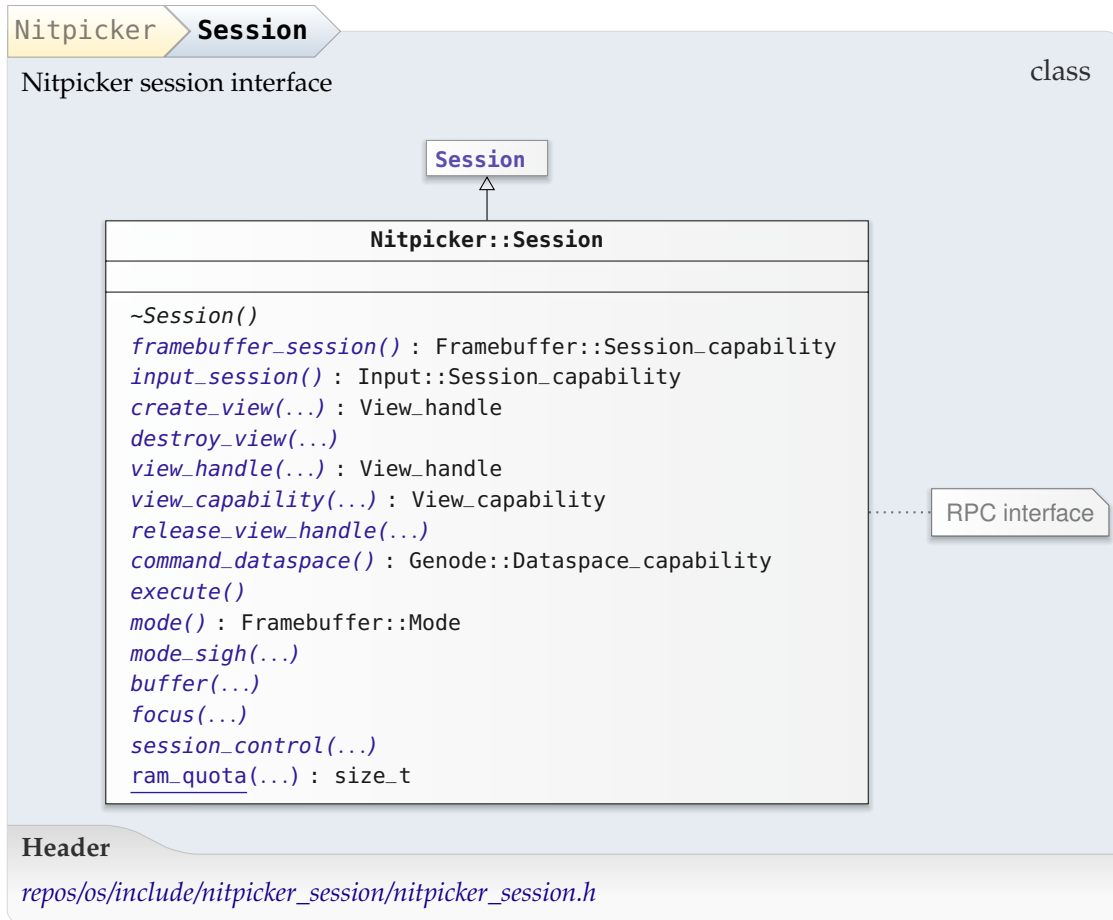 Nitpicker Session
class
Nitpicker session interface
Session
Nitpicker::Session
~Session()
framebuffer_session() : Framebuffer::Session_capability
input_session() : Input::Session_capability
create_view(...) : View_handle
destroy_view(...)
view_handle(...) : View_handle
view_capability(...) : View_capability
release_view_handle(...)
command_dataspace() : Genode::Dataspace_capability
execute()
mode() : Framebuffer::Mode
mode_sigh(...)
buffer(...)
focus(...)
session_control(...)
ram_quota(...) : size_t
RPC interface
Header
repos/os/include/nitpicker_session/nitpicker_session.h